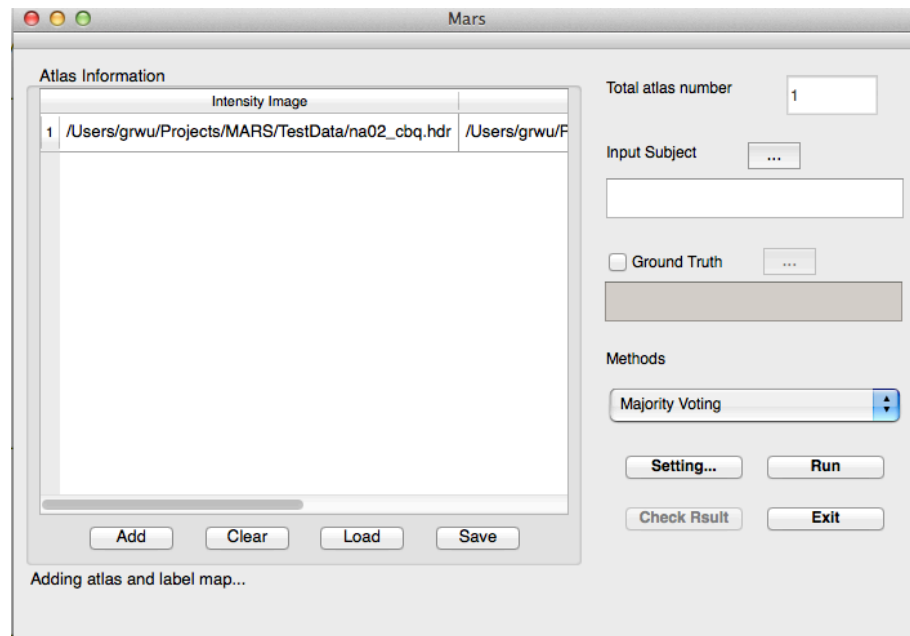 Mars
Atlas Information
Intensity Image
1 /Users/grwu/Projects/MARS/TestData/na02_cbq.hdr /Users/grwu/P
Add Clear Load Save
Adding atlas and label map...
Total atlas number 1
Input Subject ...
Ground Truth ...
Methods
Majority Voting
Setting... Run
Check Rsult Exit